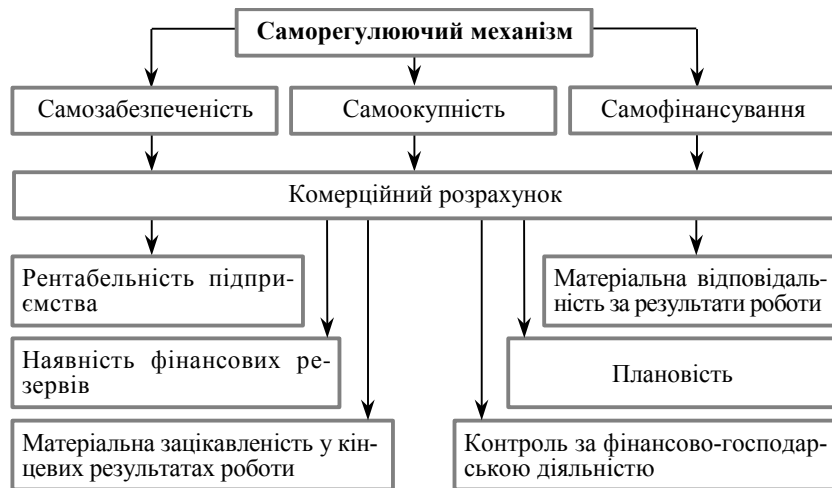 Саморегулюючий механізм
Самозабезпеченість
Самоокупність
Самофінансування
Комерційний розрахунок
Рентабельність підпри-
ємства
Матеріальна відповідаль-
ність за результати роботи
Наявність фінансових ре-
зервів
Плановість
Матеріальна зацікавленість у кін-
цевих результатах роботи
Контроль за фінансово-господар-
ською діяльністю